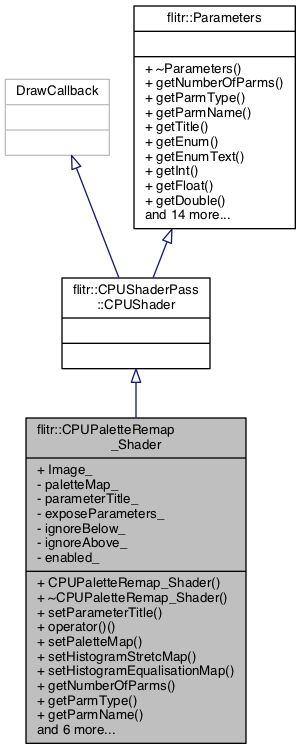 flitr::Parameters
+ ~Parameters()
+ getNumberOfParms()
+ getParmType()
+ getParmName()
+ getTitle()
+ getEnum()
+ getEnumText()
+ getInt()
+ getFloat()
+ getDouble()
and 14 more...
DrawCallback
flitr::CPUShaderPass
::CPUShader
flitr::CPUPaletteRemap
_Shader
+ Image_
- paletteMap_
- parameterTitle_
- exposeParameters_
- ignoreBelow_
- ignoreAbove_
- enabled_
+ CPUPaletteRemap_Shader()
+ ~CPUPaletteRemap_Shader()
+ setParameterTitle()
+ operator()()
+ setPaletteMap()
+ setHistogramStretcMap()
+ setHistogramEqualisationMap()
+ getNumberOfParms()
+ getParmType()
+ getParmName()
and 6 more...